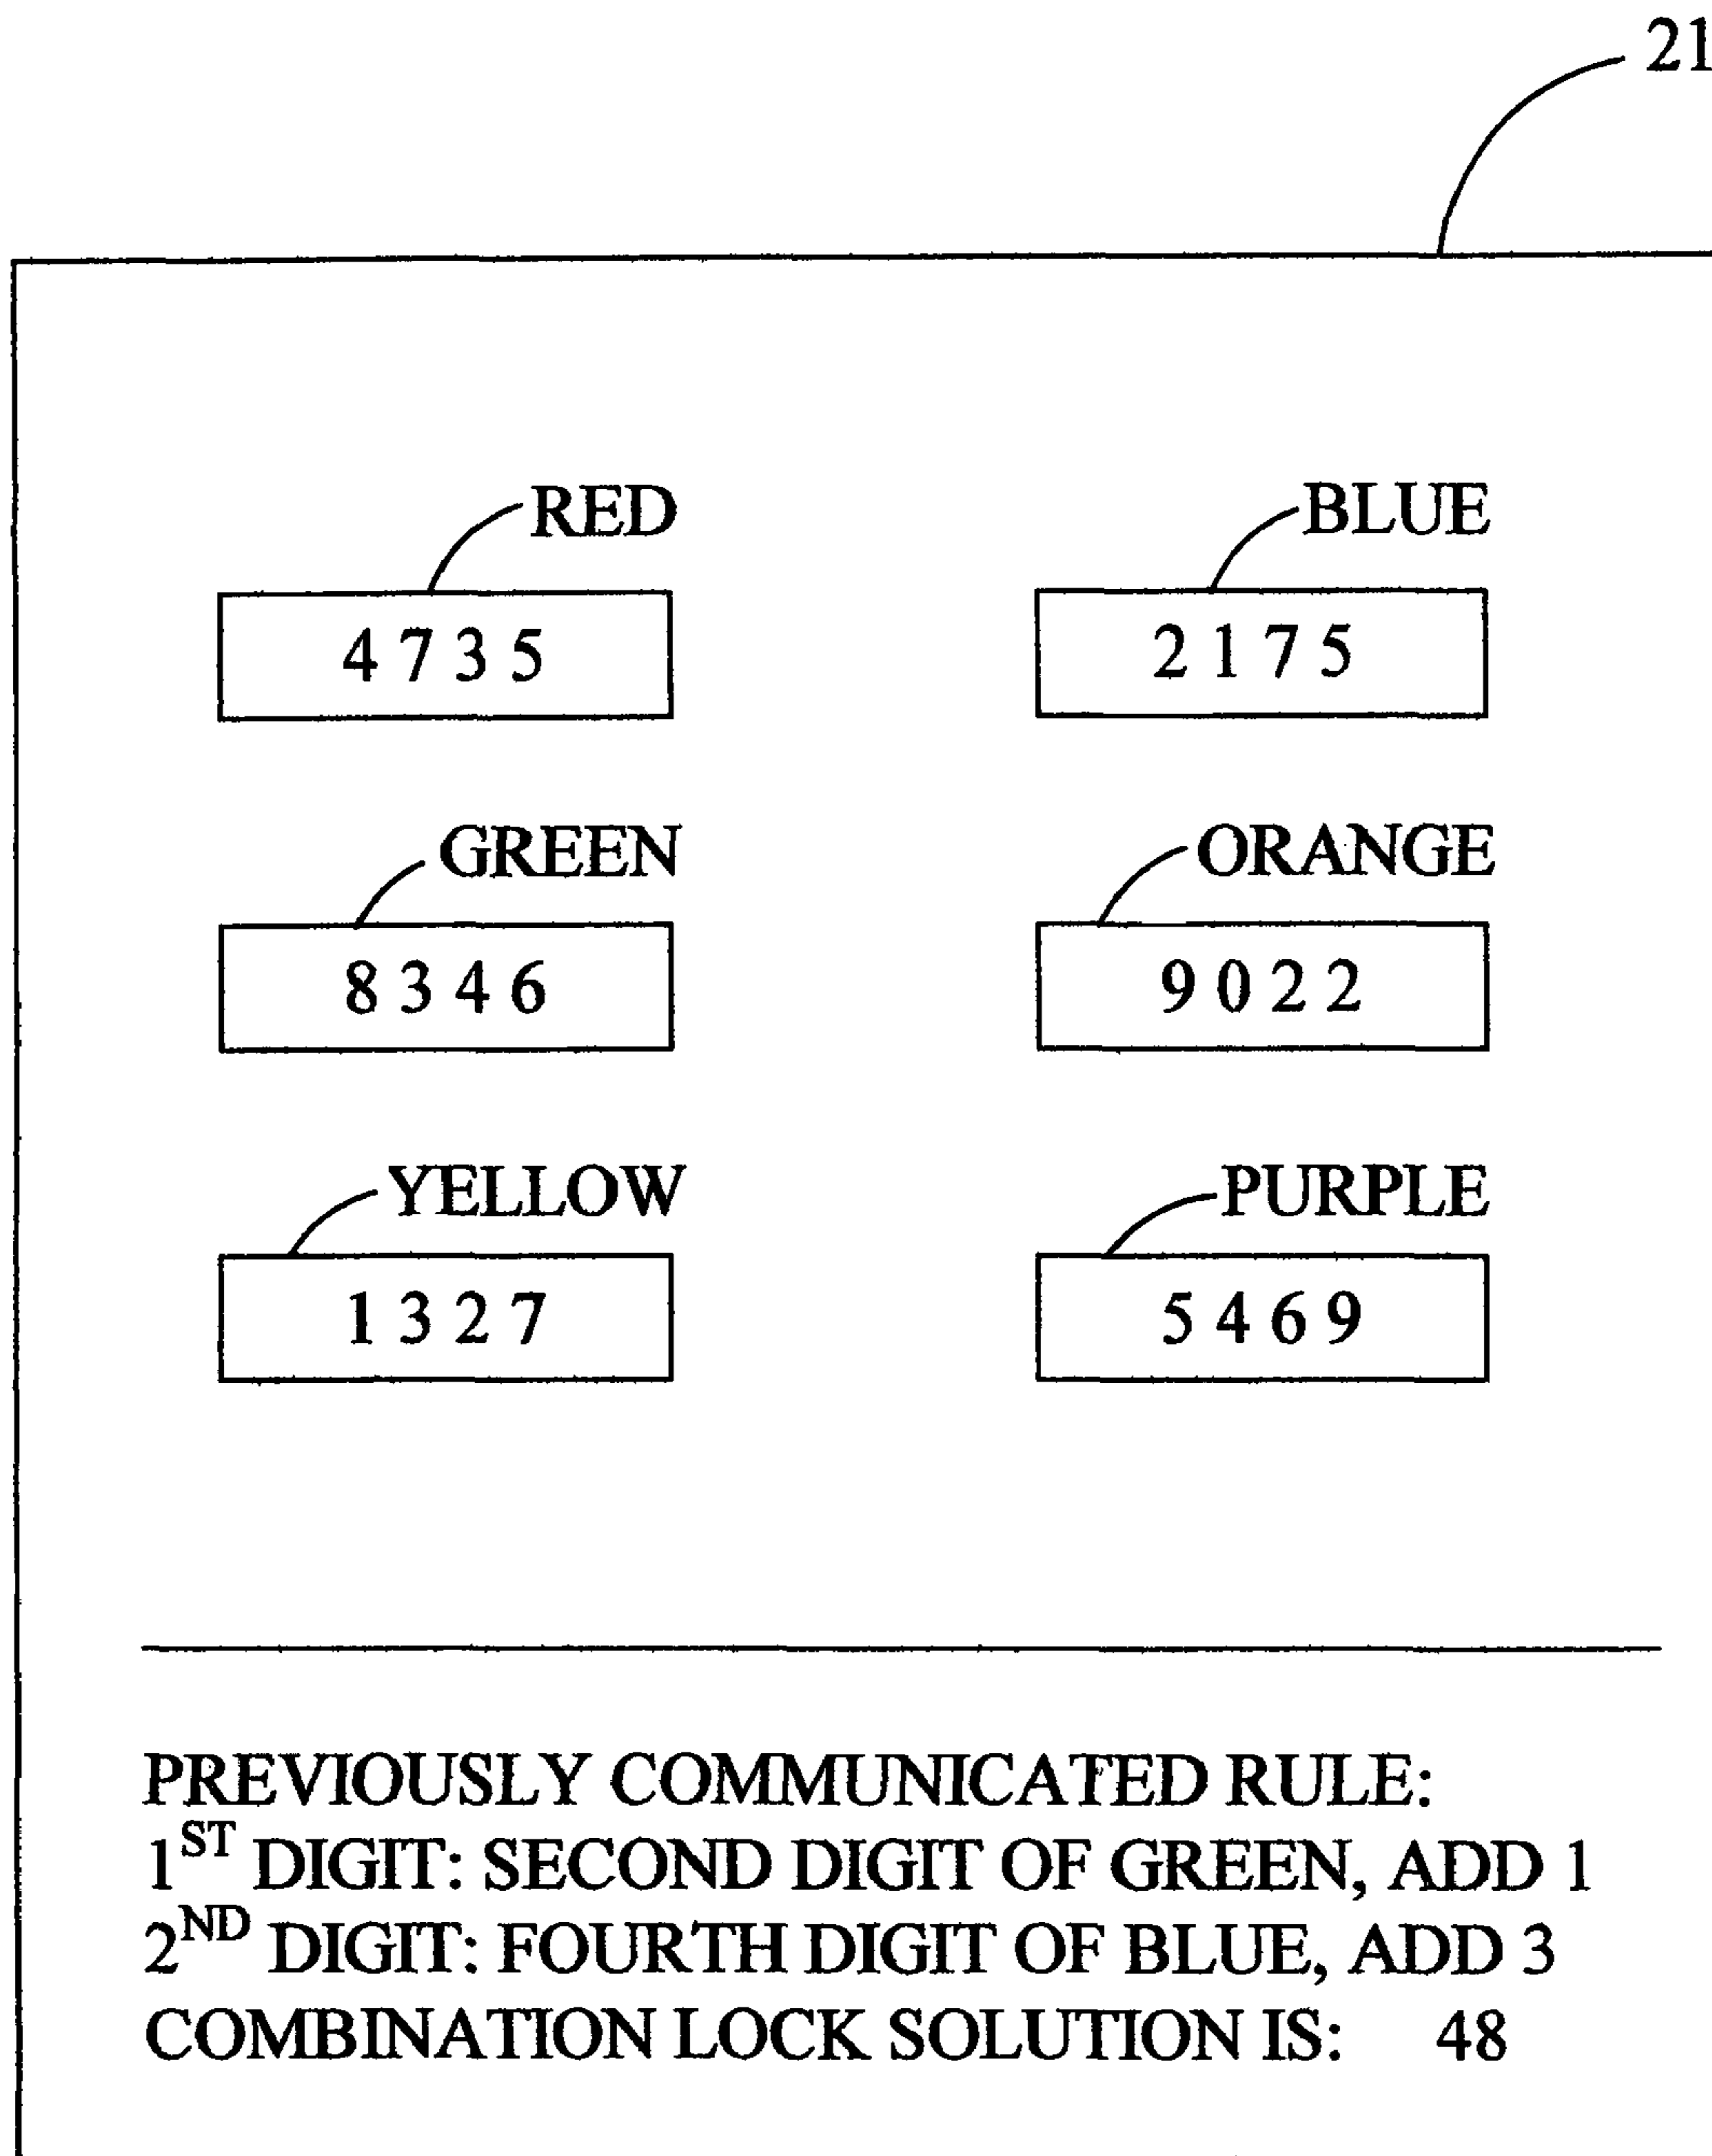 21
RED BLUE
4 7 3 5 2 1 7 5
GREEN ORANGE
8 3 4 6 9 0 2 2
YELLOW PURPLE
1 3 2 7 5 4 6 9
PREVIOUSLY COMMUNICATED RULE:
1ST DIGIT: SECOND DIGIT OF GREEN, ADD 1
2ND DIGIT: FOURTH DIGIT OF BLUE, ADD 3
COMBINATION LOCK SOLUTION IS: 48